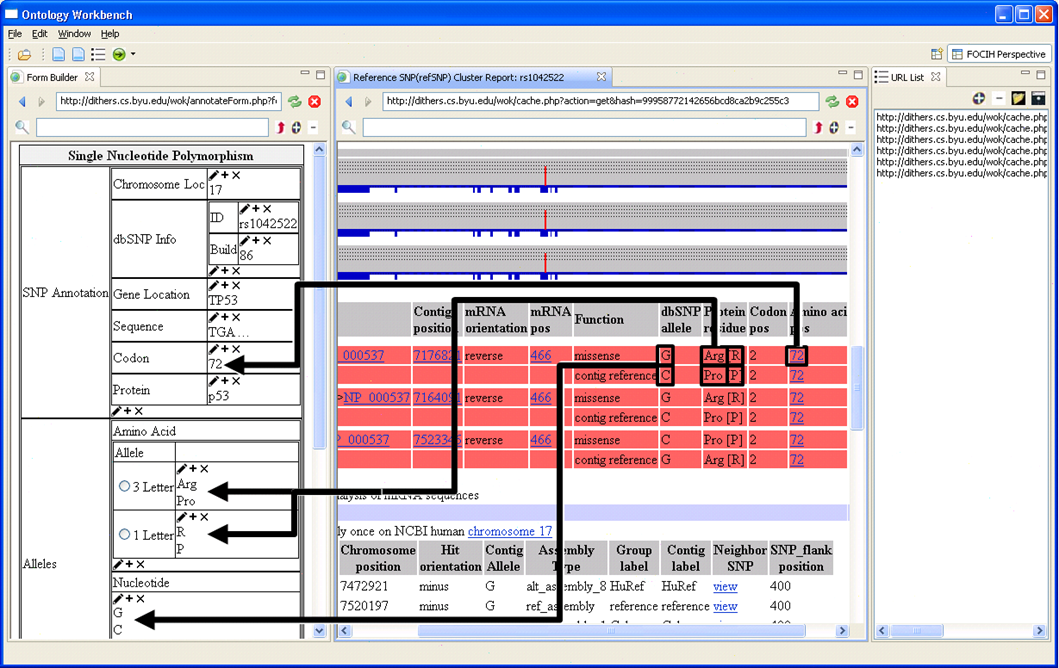 Ontology Workbench
File Edit Window Help
FOCIH Perspective
Form Builder
http://dithers.cs.byu.edu/wok/annotateForm.php?f
Single Nucleotide Polymorphism
SNP Annotation
Chromosome Loc
17
dbSNP Info
ID
rs1042522
Build
86
Gene Location
TP53
Sequence
TGA...
Codon
72
Protein
p53
Alleles
Amino Acid
Allele
3 Letter
Arg
Pro
1 Letter
R
P
Nucleotide
G
C
Reference SNP(refSNP) Cluster Report: rs1042522
http://dithers.cs.byu.edu/wok/cache.php?action=get&hash=99958772142656bcd8ca2b9c255c3
Contig position mRNA orientation mRNA pos Function dbSNP allele residue Codon pos
_000537 reverse 466 missense G Arg [R] 2 72
contig reference C Pro [P] 2 72
>NP_000537 reverse 466 missense G Arg [R] 2 72
contig reference C Pro [P] 2 72
P_000537 reverse 466 missense C Pro [P] 2 72
contig reference G Arg [R] 2 72
of mRNA sequences
ly once on NCBI human chromosome 17
Chromosome position Hit orientation Contig Allele Assembly Type Group label Contig label Neighbor SNP SNP_flank position
7472921 minus G alt_assembly_8 HuRef HuRef view 400
7520197 minus G ref_assembly reference reference view 400
URL List
http://dithers.cs.byu.edu/wok/cache.php
http://dithers.cs.byu.edu/wok/cache.php
http://dithers.cs.byu.edu/wok/cache.php
http://dithers.cs.byu.edu/wok/cache.php
http://dithers.cs.byu.edu/wok/cache.php
http://dithers.cs.byu.edu/wok/cache.php